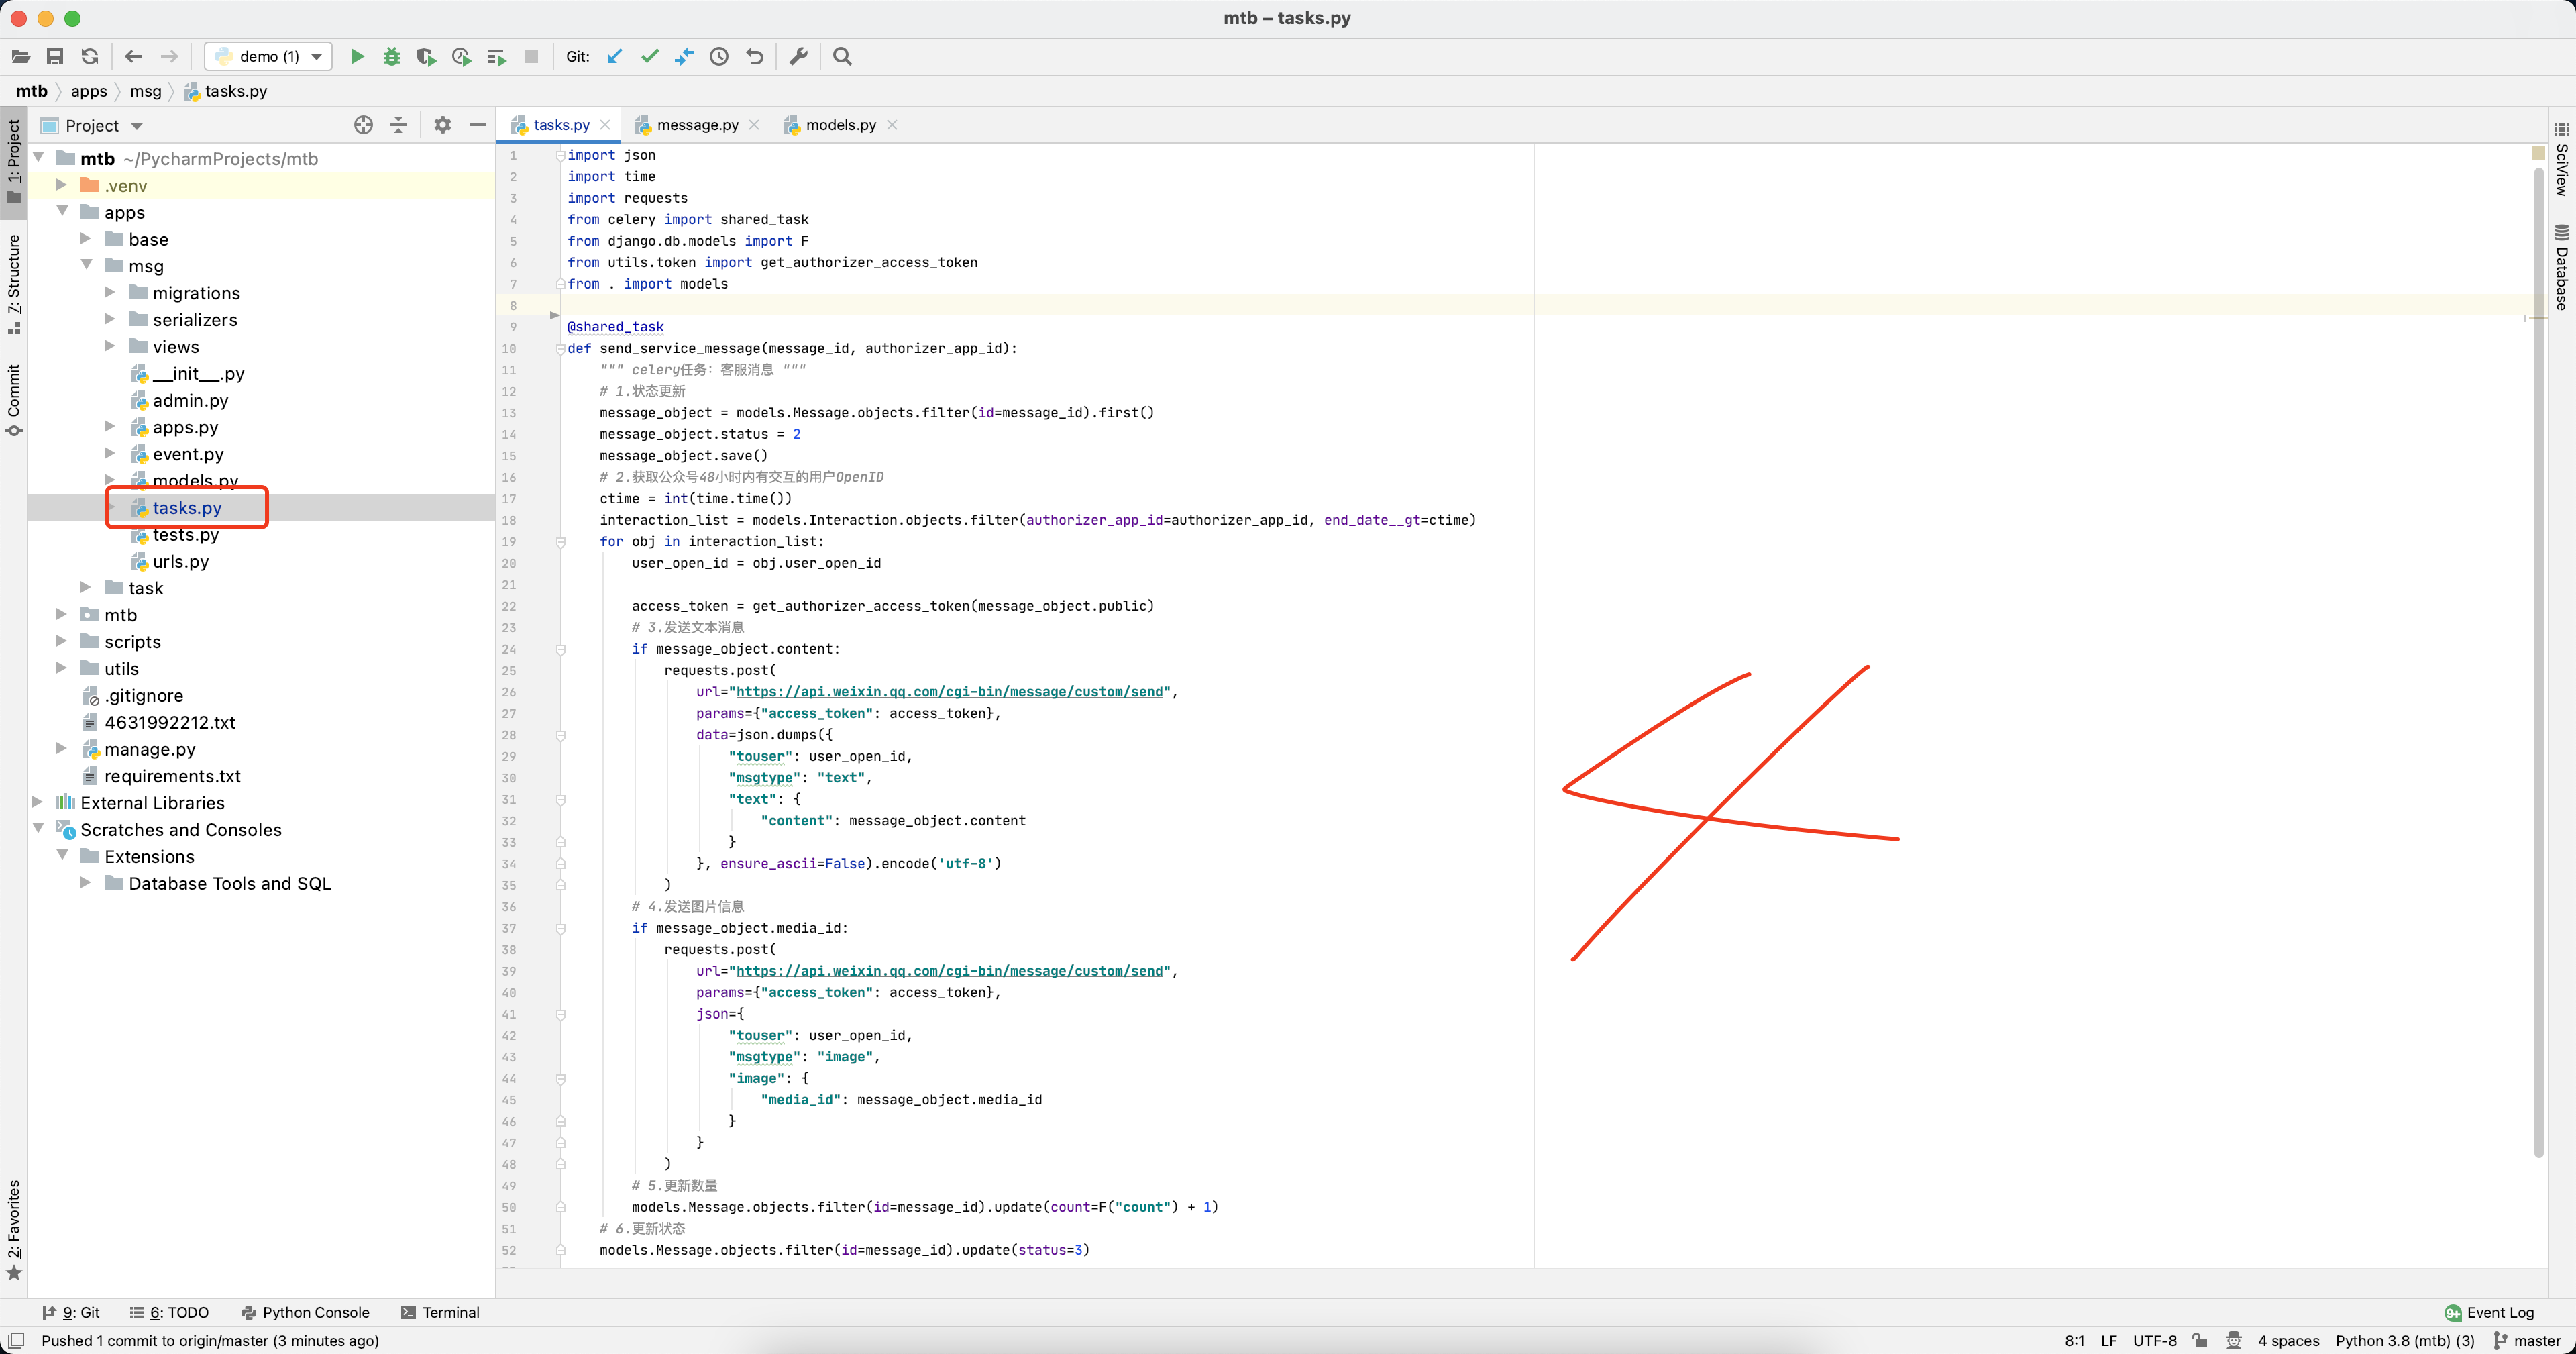 mtb – tasks.py
demo (1)
Git:
mtb
apps
msg
tasks.py
Project
tasks.py
message.py
models.py
1: Project
7: Structure
Commit
2: Favorites
mtb ~/PycharmProjects/mtb
.venv
apps
base
msg
migrations
serializers
views
__init__.py
admin.py
apps.py
event.py
models.py
tasks.py
tests.py
urls.py
task
mtb
scripts
utils
.gitignore
4631992212.txt
manage.py
requirements.txt
External Libraries
Scratches and Consoles
Extensions
Database Tools and SQL
1 import json
2 import time
3 import requests
4 from celery import shared_task
5 from django.db.models import F
6 from utils.token import get_authorizer_access_token
7 from . import models
8
9 @shared_task
10 def send_service_message(message_id, authorizer_app_id):
11 """ celery任务：客服消息 """
12 # 1.状态更新
13 message_object = models.Message.objects.filter(id=message_id).first()
14 message_object.status = 2
15 message_object.save()
16 # 2.获取公众号48小时内有交互的用户OpenID
17 ctime = int(time.time())
18 interaction_list = models.Interaction.objects.filter(authorizer_app_id=authorizer_app_id, end_date__gt=ctime)
19 for obj in interaction_list:
20 user_open_id = obj.user_open_id
21
22 access_token = get_authorizer_access_token(message_object.public)
23 # 3.发送文本消息
24 if message_object.content:
25 requests.post(
26 url="https://api.weixin.qq.com/cgi-bin/message/custom/send",
27 params={"access_token": access_token},
28 data=json.dumps({
29 "touser": user_open_id,
30 "msgtype": "text",
31 "text": {
32 "content": message_object.content
33 }
34 }, ensure_ascii=False).encode('utf-8')
35 )
36 # 4.发送图片信息
37 if message_object.media_id:
38 requests.post(
39 url="https://api.weixin.qq.com/cgi-bin/message/custom/send",
40 params={"access_token": access_token},
41 json={
42 "touser": user_open_id,
43 "msgtype": "image",
44 "image": {
45 "media_id": message_object.media_id
46 }
47 }
48 )
49 # 5.更新数量
50 models.Message.objects.filter(id=message_id).update(count=F("count") + 1)
51 # 6.更新状态
52 models.Message.objects.filter(id=message_id).update(status=3)
4
SciView
Database
9: Git
6: TODO
Python Console
Terminal
9+ Event Log
Pushed 1 commit to origin/master (3 minutes ago)
8:1 LF UTF-8 4 spaces Python 3.8 (mtb) (3) master